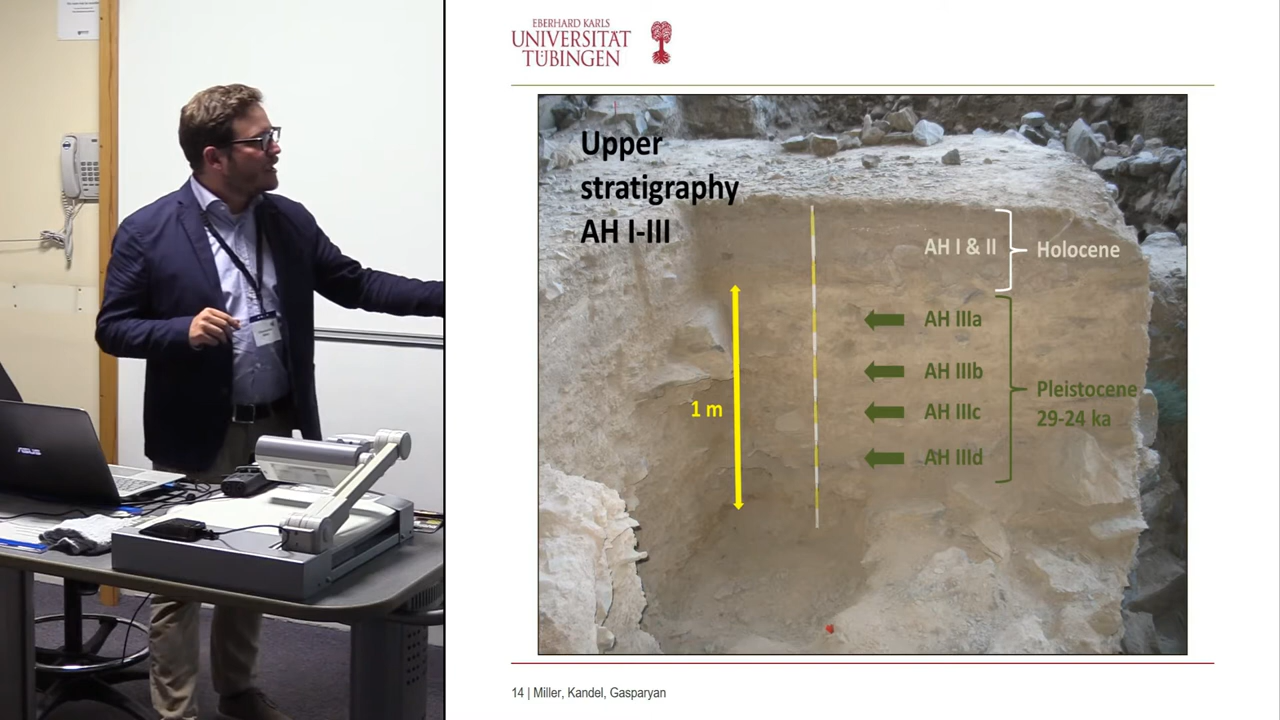 EBERHARD KARLS
UNIVERSITÄT
TÜBINGEN
Upper
stratigraphy
AH I-III
AH I & II
Holocene
AH IIIa
AH IIIb
1 m
AH IIIc
AH IIId
Pleistocene
29-24 ka
ASUS
14 | Miller, Kandel, Gasparyan